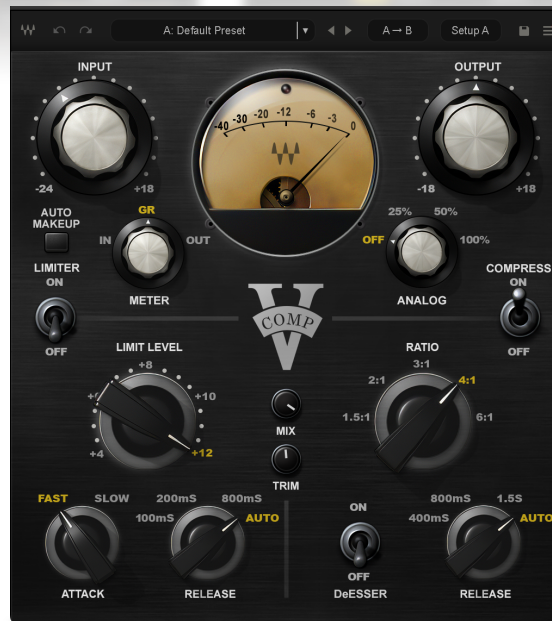 A: Default Preset
A→B
Setup A
INPUT
OUTPUT
-40 -30 -20 -12 -6 -3 0
-24
+18
-18
+18
AUTO
MAKEUP
GR
IN
OUT
METER
25%
50%
OFF
100%
ANALOG
LIMITER
ON
OFF
COMPRESS
ON
OFF
V
COMP
LIMIT LEVEL
+8
+10
+4
+12
RATIO
3:1
2:1
4:1
1.5:1
6:1
MIX
TRIM
FAST
SLOW
ATTACK
200mS
800mS
100mS
AUTO
RELEASE
ON
OFF
DeESSER
800mS
1.5S
400mS
AUTO
RELEASE